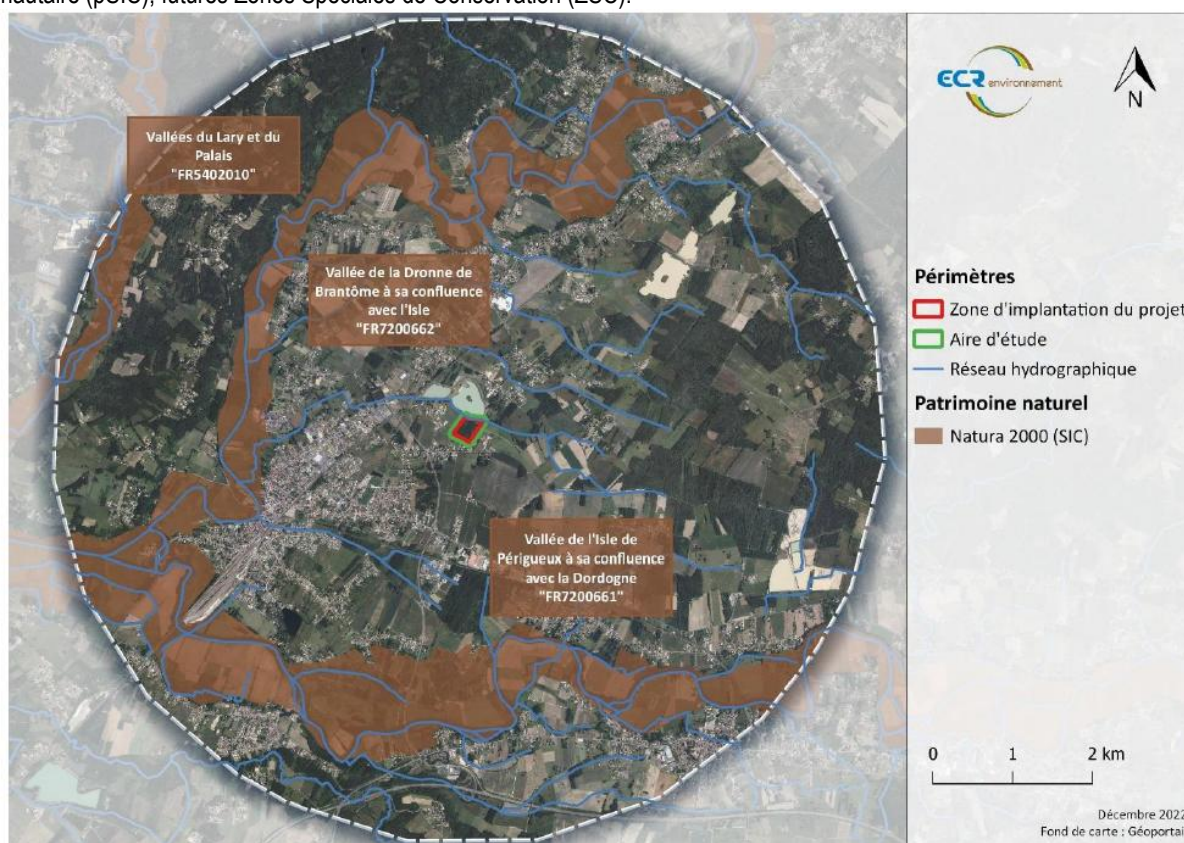 nautaire (pSIC), futures Zones Spéciales de Conservation (ZSC).
Vallées du Lary et du
Palais
"FR5402010"
Vallée de la Dronne de
Brantôme à sa confluence
avec l'Isle
"FR7200662"
Vallée de l'Isle de
Périgueux à sa confluence
avec la Dordogne
"FR7200661"
ECR environnement
N
Périmètres
Zone d'implantation du projet
Aire d'étude
Réseau hydrographique
Patrimoine naturel
Natura 2000 (SIC)
0 1 2 km
Décembre 2022
Fond de carte : Géoportail